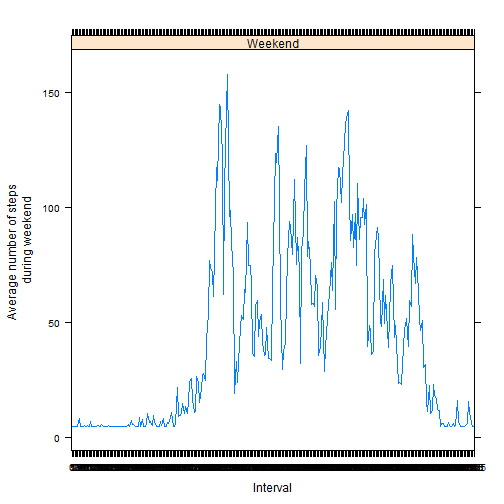 Weekend
150
100
50
0
Average number of steps
during weekend
Interval